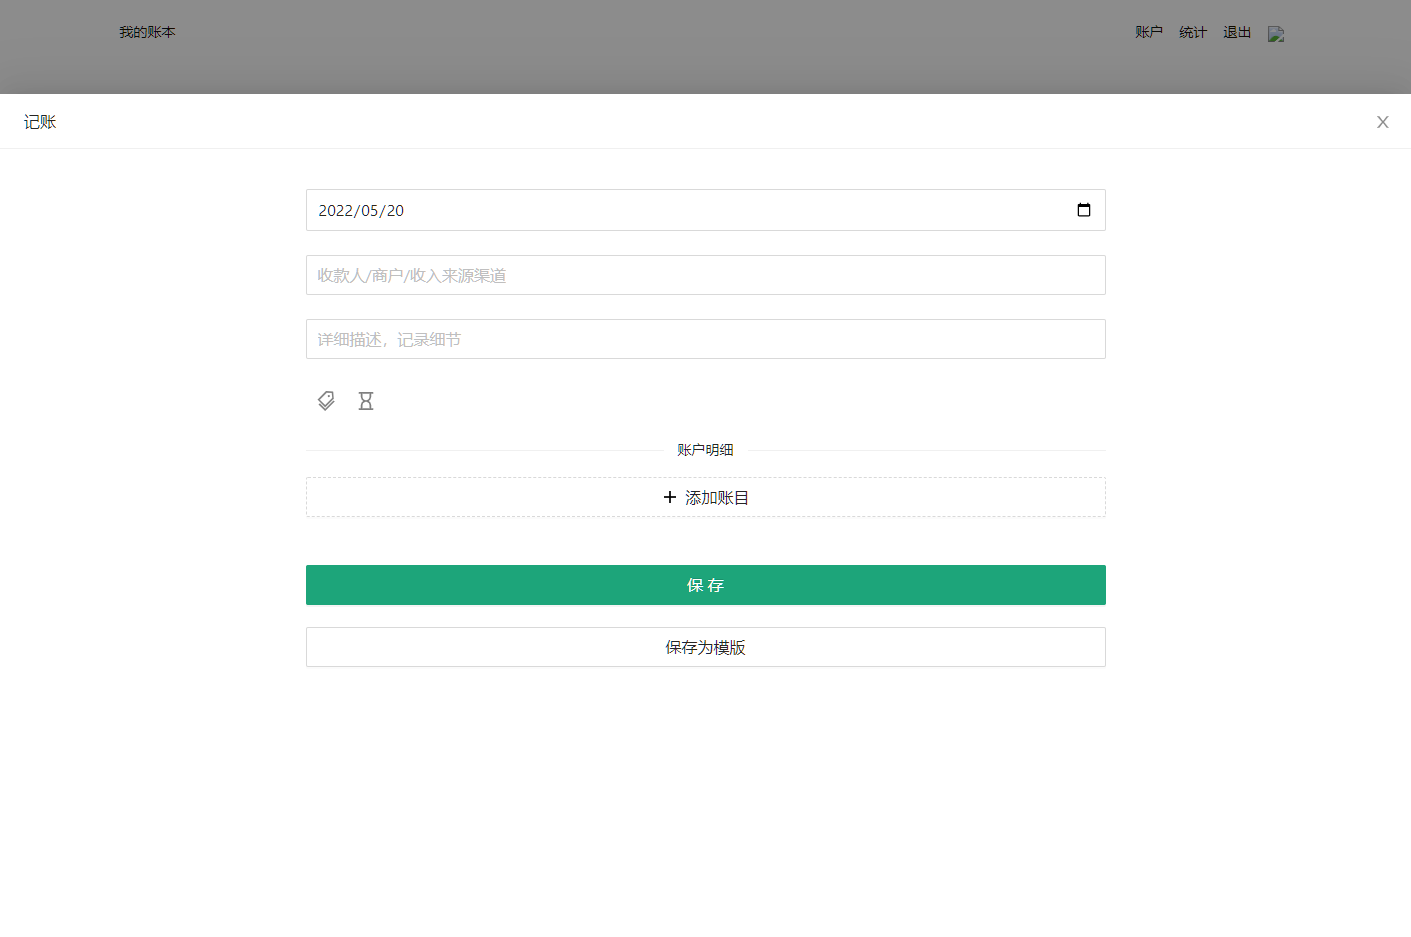 我的账本 账户 统计 退出
记账
2022/05/20
收款人/商户/收入来源渠道
详细描述，记录细节
账户明细
添加账目
保 存
保存为模版